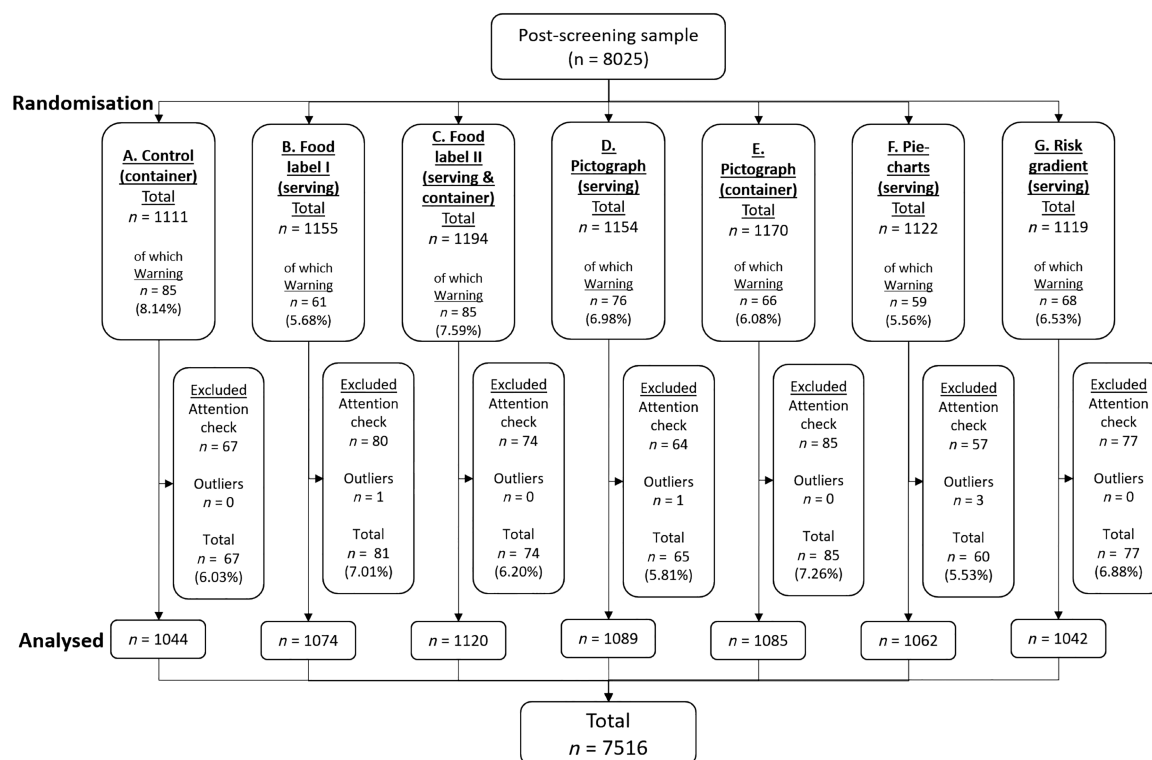 Post-screening sample
(n = 8025)
Randomisation
A. Control
(container)
Total
n = 1111
of which
Warning
n = 85
(8.14%)
B. Food
label I
(serving)
Total
n = 1155
of which
Warning
n = 61
(5.68%)
C. Food
label II
(serving &
container)
Total
n = 1194
of which
Warning
n = 85
(7.59%)
D.
Pictograph
(serving)
Total
n = 1154
of which
Warning
n = 76
(6.98%)
E.
Pictograph
(container)
Total
n = 1170
of which
Warning
n = 66
(6.08%)
F. Pie-
charts
(serving)
Total
n = 1122
of which
Warning
n = 59
(5.56%)
G. Risk
gradient
(serving)
Total
n = 1119
of which
Warning
n = 68
(6.53%)
Excluded
Attention
check
n = 67
Outliers
n = 0
Total
n = 67
(6.03%)
Excluded
Attention
check
n = 80
Outliers
n = 1
Total
n = 81
(7.01%)
Excluded
Attention
check
n = 74
Outliers
n = 0
Total
n = 74
(6.20%)
Excluded
Attention
check
n = 64
Outliers
n = 1
Total
n = 65
(5.81%)
Excluded
Attention
check
n = 85
Outliers
n = 0
Total
n = 85
(7.26%)
Excluded
Attention
check
n = 57
Outliers
n = 3
Total
n = 60
(5.53%)
Excluded
Attention
check
n = 77
Outliers
n = 0
Total
n = 77
(6.88%)
Analysed
n = 1044
n = 1074
n = 1120
n = 1089
n = 1085
n = 1062
n = 1042
Total
n = 7516